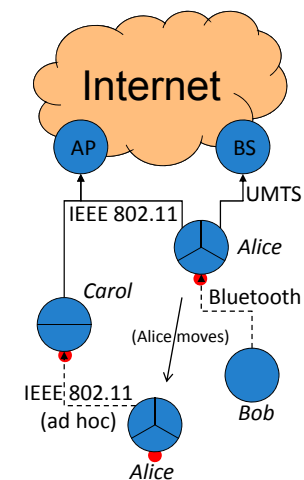 Internet
AP
BS
UMTS
IEEE 802.11
Alice
Carol
Bluetooth
(Alice moves)
IEEE 802.11
(ad hoc)
Bob
Alice